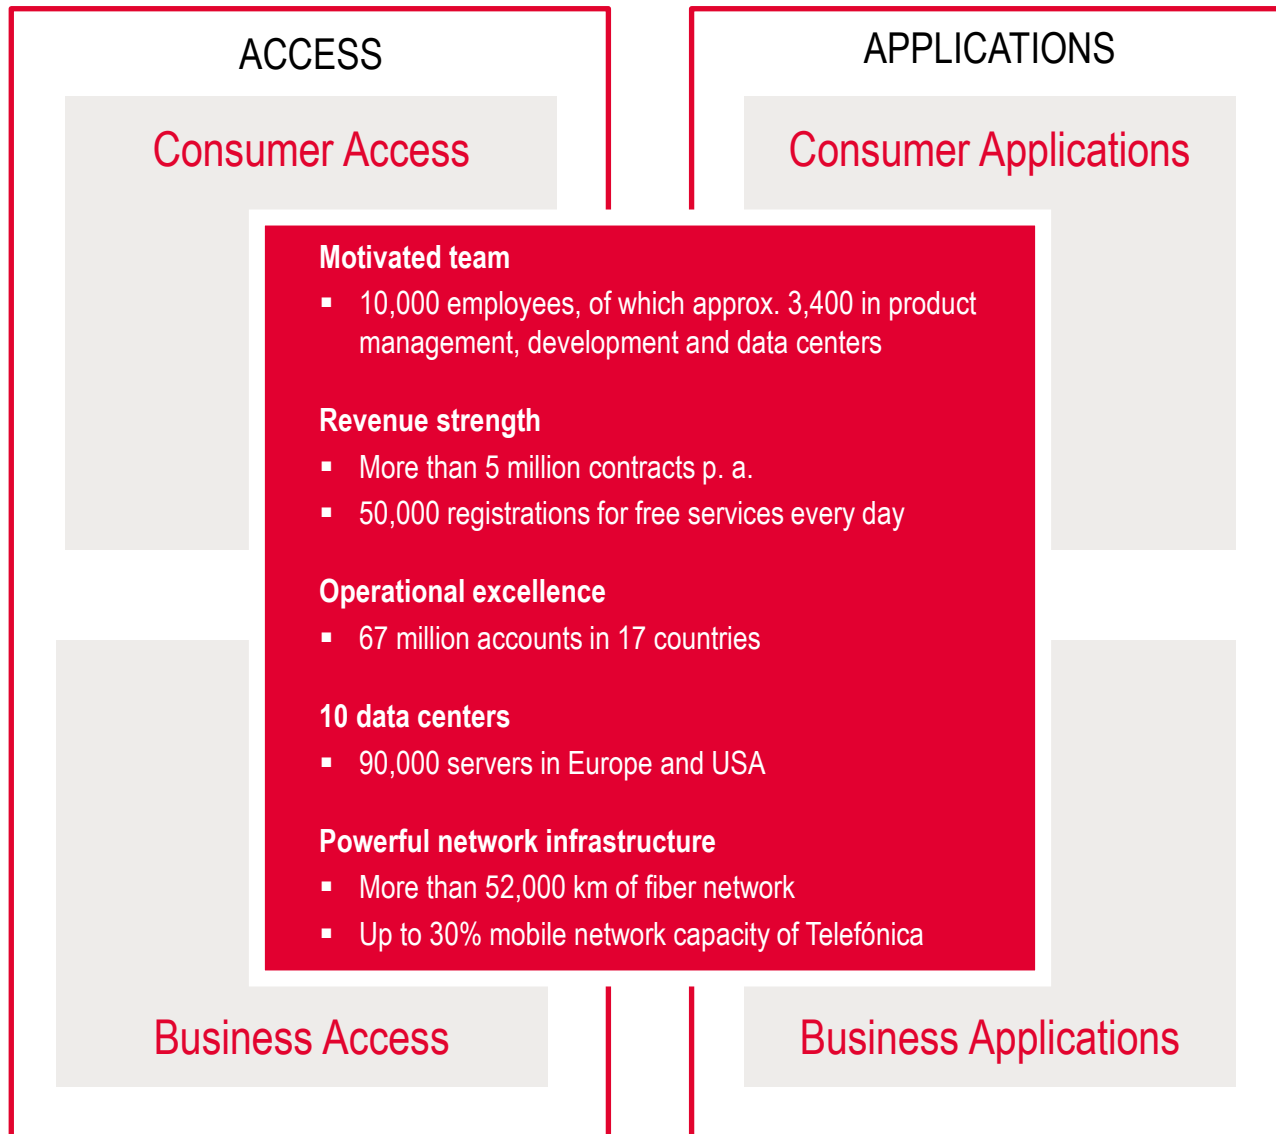 ACCESS
APPLICATIONS
Consumer Access
Consumer Applications
Motivated team
▪ 10,000 employees, of which approx. 3,400 in product
management, development and data centers
Revenue strength
▪ More than 5 million contracts p. a.
▪ 50,000 registrations for free services every day
Operational excellence
▪ 67 million accounts in 17 countries
10 data centers
▪ 90,000 servers in Europe and USA
Powerful network infrastructure
▪ More than 52,000 km of fiber network
▪ Up to 30% mobile network capacity of Telefónica
Business Access
Business Applications